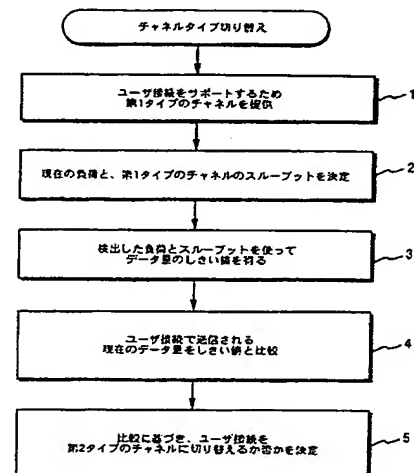 チャネルタイプ切り替え
ユーザ接続をサポートするため
第1タイプのチャネルを提供
1
現在の負荷と、第1タイプのチャネルのスループットを決定
2
検出した負荷とスループットを使って
データ量のしきい値を得る
3
ユーザ接続で送信される
現在のデータ量をしきい値と比較
4
比較に基づき、ユーザ接続を
第2タイプのチャネルに切り替えるか否かを決定
5